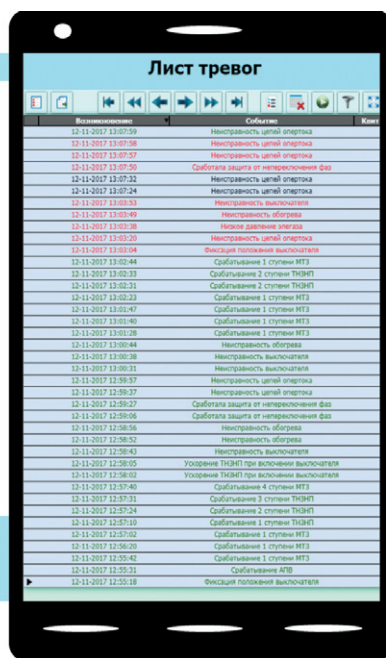 Лист тревог
Возникновение Событие Квит
12-11-2017 13:07:59 Неисправность цепей опертока
12-11-2017 13:07:58 Неисправность цепей опертока
12-11-2017 13:07:57 Неисправность цепей опертока
12-11-2017 13:07:50 Сработала защита от непереключения фаз
12-11-2017 13:07:32 Неисправность цепей опертока
12-11-2017 13:07:24 Неисправность цепей опертока
12-11-2017 13:03:53 Неисправность выключателя
12-11-2017 13:03:49 Неисправность обогрева
12-11-2017 13:03:38 Низкое давление элегаза
12-11-2017 13:03:20 Неисправность цепей опертока
12-11-2017 13:03:04 Фиксация положения выключателя
12-11-2017 13:02:44 Срабатывание 1 ступени МТЗ
12-11-2017 13:02:33 Срабатывание 2 ступени ТНЗНП
12-11-2017 13:02:31 Срабатывание 2 ступени ТНЗНП
12-11-2017 13:02:23 Срабатывание 1 ступени МТЗ
12-11-2017 13:01:47 Срабатывание 1 ступени МТЗ
12-11-2017 13:01:40 Срабатывание 1 ступени МТЗ
12-11-2017 13:01:28 Срабатывание 1 ступени МТЗ
12-11-2017 13:00:44 Неисправность обогрева
12-11-2017 13:00:38 Неисправность выключателя
12-11-2017 13:00:31 Неисправность выключателя
12-11-2017 12:59:57 Неисправность цепей опертока
12-11-2017 12:59:37 Неисправность цепей опертока
12-11-2017 12:59:27 Сработала защита от непереключения фаз
12-11-2017 12:59:06 Сработала защита от непереключения фаз
12-11-2017 12:58:56 Неисправность обогрева
12-11-2017 12:58:52 Неисправность обогрева
12-11-2017 12:58:43 Неисправность выключателя
12-11-2017 12:58:05 Ускорение ТНЗНП при включении выключателя
12-11-2017 12:58:02 Ускорение ТНЗНП при включении выключателя
12-11-2017 12:57:40 Срабатывание 4 ступени МТЗ
12-11-2017 12:57:31 Срабатывание 3 ступени ТНЗНП
12-11-2017 12:57:24 Срабатывание 2 ступени ТНЗНП
12-11-2017 12:57:10 Срабатывание 1 ступени ТНЗНП
12-11-2017 12:57:02 Срабатывание 1 ступени МТЗ
12-11-2017 12:56:20 Срабатывание 1 ступени МТЗ
12-11-2017 12:55:42 Срабатывание 1 ступени МТЗ
12-11-2017 12:55:31 Срабатывание АПВ
12-11-2017 12:55:18 Фиксация положения выключателя